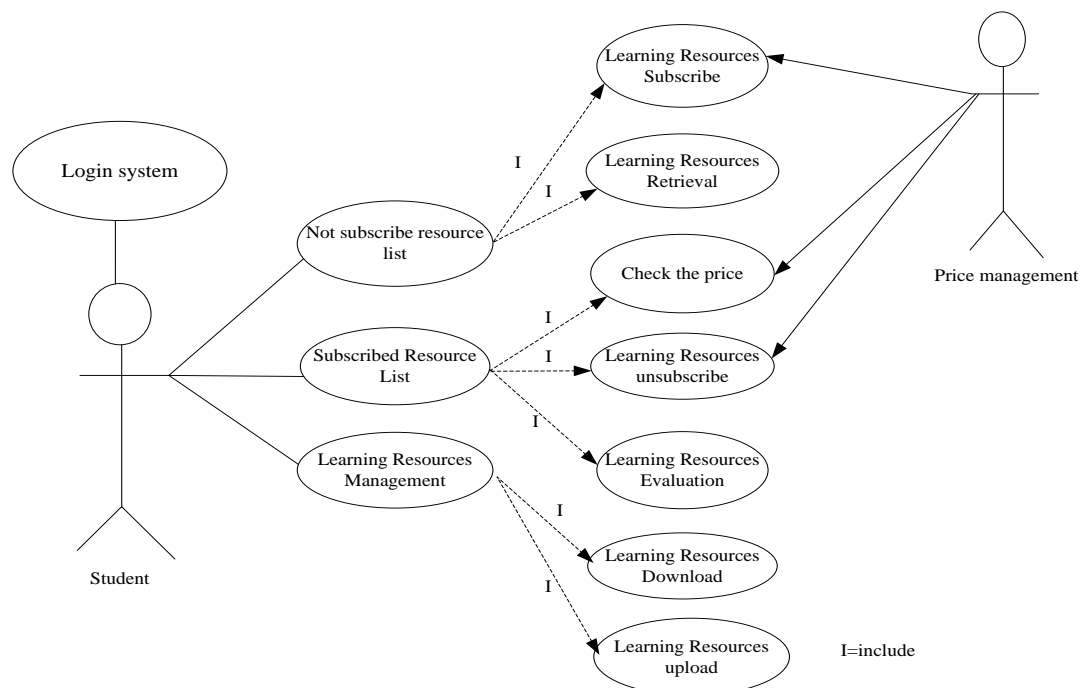 Learning Resources
Subscribe
Login system
I
Learning Resources
Retrieval
I
Not subscribe resource
list
Check the price
Price management
I
Subscribed Resource
List
I
Learning Resources
unsubscribe
I
Learning Resources
Management
Learning Resources
Evaluation
I
Learning Resources
Download
Student
I
Learning Resources
upload
I=include